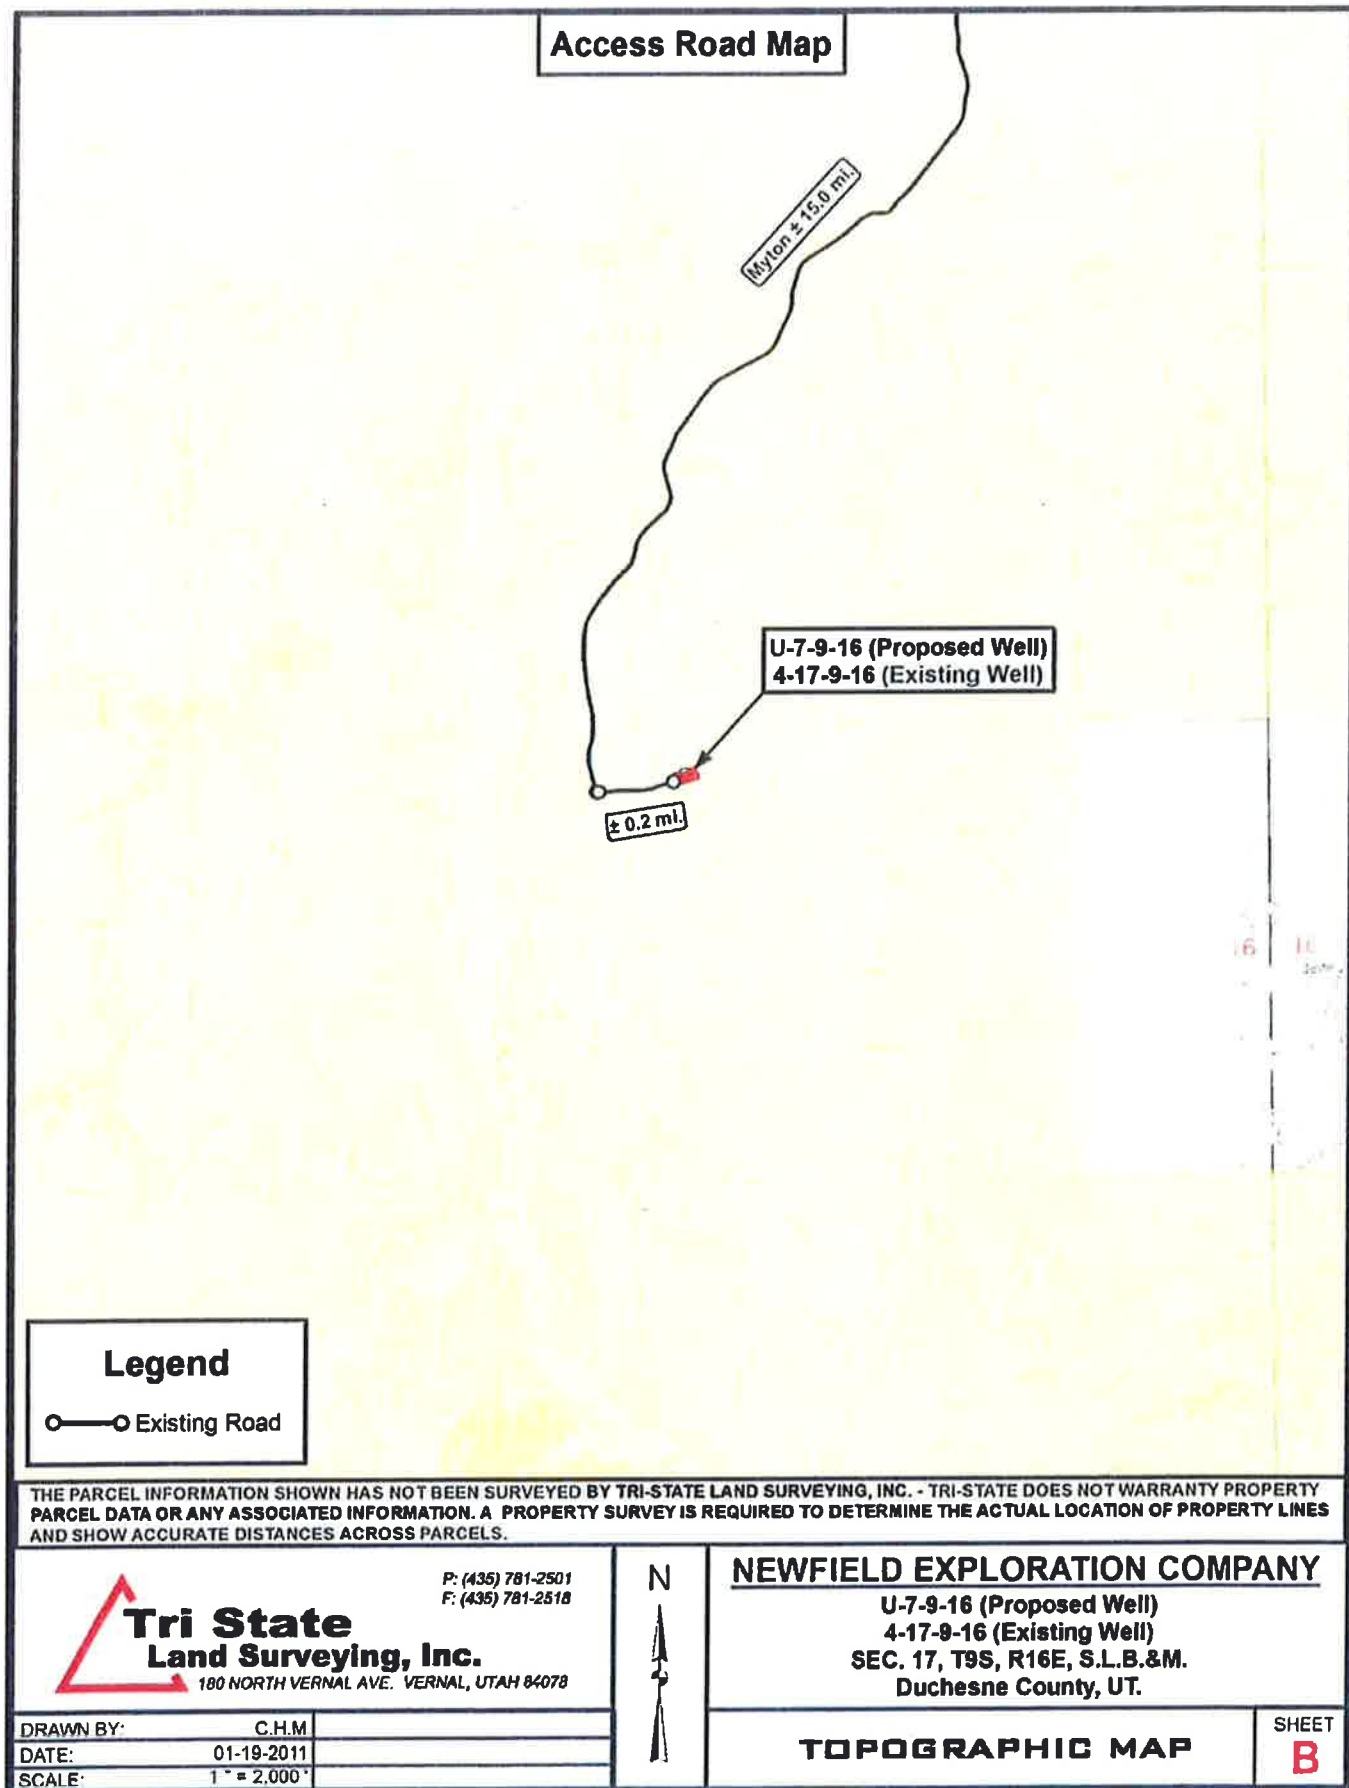 Access Road Map
Myton ± 15.0 mi.
U-7-9-16 (Proposed Well)
4-17-9-16 (Existing Well)
± 0.2 mi.
Legend
Existing Road
THE PARCEL INFORMATION SHOWN HAS NOT BEEN SURVEYED BY TRI-STATE LAND SURVEYING, INC. - TRI-STATE DOES NOT WARRANTY PROPERTY
PARCEL DATA OR ANY ASSOCIATED INFORMATION. A PROPERTY SURVEY IS REQUIRED TO DETERMINE THE ACTUAL LOCATION OF PROPERTY LINES
AND SHOW ACCURATE DISTANCES ACROSS PARCELS.
P: (435) 781-2501
F: (435) 781-2518
Tri State
Land Surveying, Inc.
180 NORTH VERNAL AVE. VERNAL, UTAH 84078
N
NEWFIELD EXPLORATION COMPANY
U-7-9-16 (Proposed Well)
4-17-9-16 (Existing Well)
SEC. 17, T9S, R16E, S.L.B.&M.
Duchesne County, UT.
DRAWN BY: C.H.M
DATE: 01-19-2011
SCALE: 1 " = 2,000 '
TOPOGRAPHIC MAP
SHEET
B